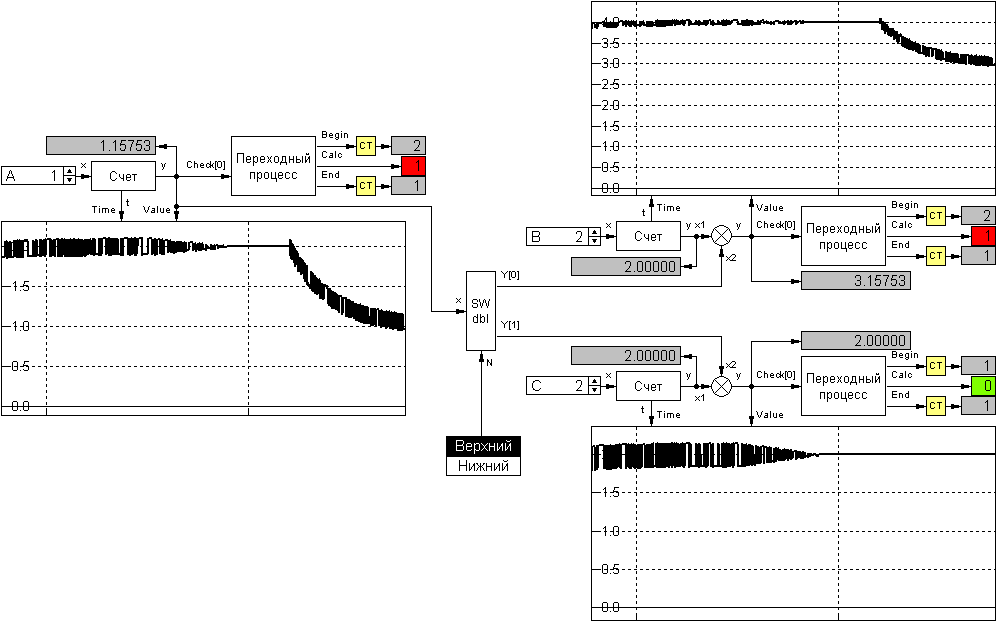 1.15753
A 1
x
Счет
y
t
Time
Value
Check[0]
Переходный
процесс
Begin
Calc
End
CT
CT
2
1
1
1.5
1.0
0.5
0.0
4.0
3.5
3.0
2.5
2.0
1.5
1.0
0.5
0.0
B 2
x
Счет
y
x1
t
Time
x2
y
Value
Check[0]
2.00000
Переходный
процесс
Begin
Calc
End
CT
CT
2
1
1
3.15753
x
SW
dbl
Y[0]
Y[1]
N
Верхний
Нижний
2.00000
C 2
x
Счет
y
x1
t
Time
x2
y
Value
Check[0]
2.00000
Переходный
процесс
Begin
Calc
End
CT
CT
1
0
1
1.5
1.0
0.5
0.0